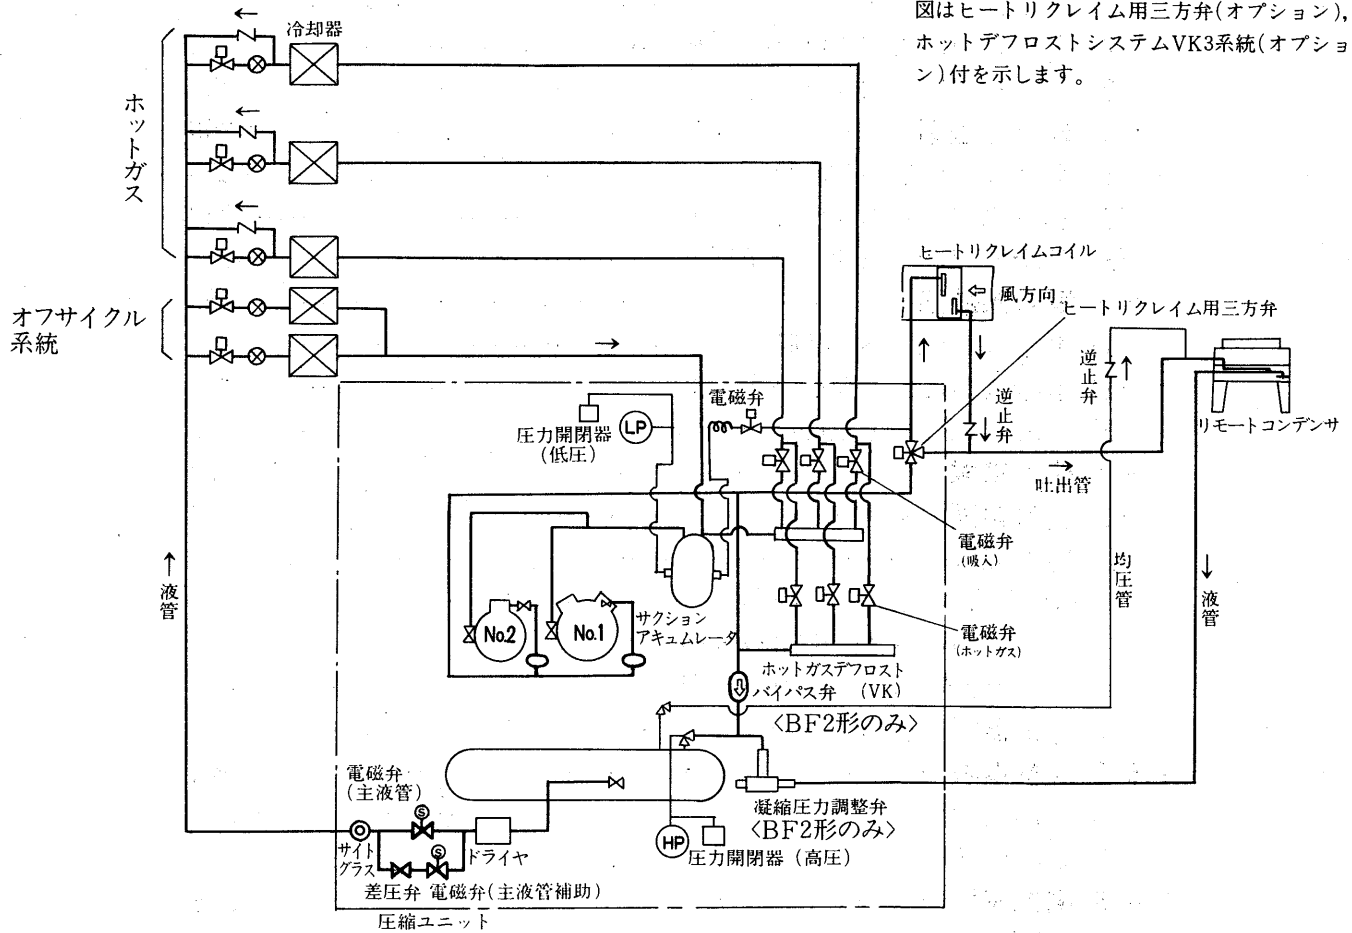 図はヒートリクレイム用三方弁(オプション),
ホットデフロストシステムVK3系統(オプショ
ン)付を示します。
冷却器
ホットガス
オフサイクル
系統
ヒートリクレイムコイル
風方向
ヒートリクレイム用三方弁
逆止弁
リモートコンデンサ
電磁弁
圧力開閉器
(低圧)
LP
逆止弁
吐出管
電磁弁
(吸入)
均圧管
液管
液管
No.2
No.1
サクション
アキュムレータ
電磁弁
(ホットガス)
ホットガスデフロスト
(VK)
バイパス弁
〈BF2形のみ〉
電磁弁
(主液管)
S
凝縮圧力調整弁
〈BF2形のみ〉
サイト
グラス
S
ドライヤ
HP
圧力開閉器(高圧)
差圧弁
電磁弁(主液管補助)
圧縮ユニット